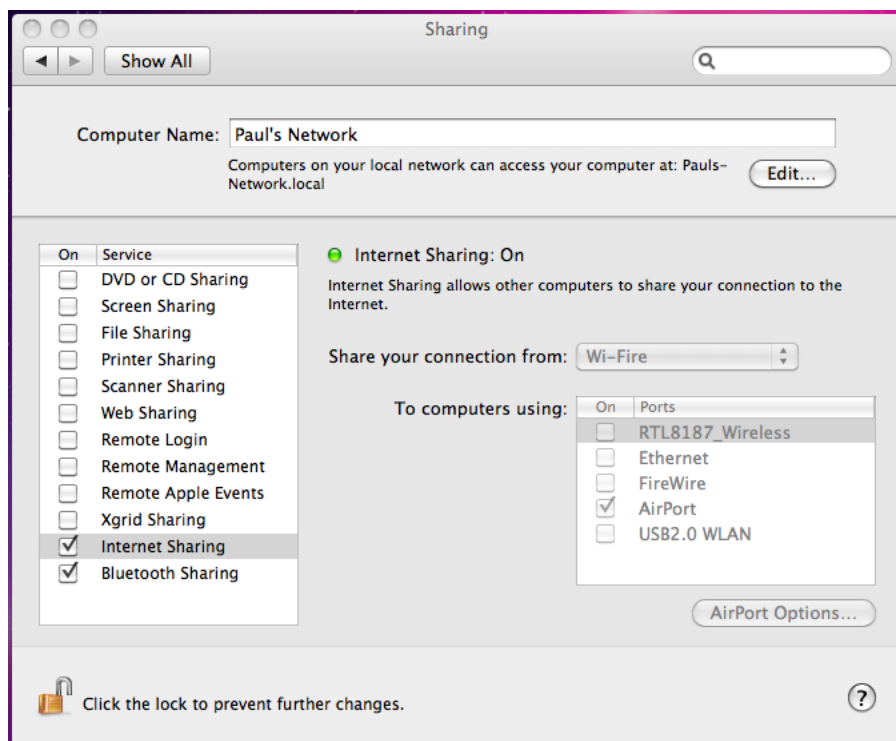 Sharing
Show All
Computer Name: Paul's Network
Computers on your local network can access your computer at: Pauls-
Network.local
Edit...
On Service
DVD or CD Sharing
Screen Sharing
File Sharing
Printer Sharing
Scanner Sharing
Web Sharing
Remote Login
Remote Management
Remote Apple Events
Xgrid Sharing
Internet Sharing
Bluetooth Sharing
Internet Sharing: On
Internet Sharing allows other computers to share your connection to the
Internet.
Share your connection from: Wi-Fire
To computers using:
On Ports
RTL8187_Wireless
Ethernet
FireWire
AirPort
USB2.0 WLAN
AirPort Options...
Click the lock to prevent further changes.
?